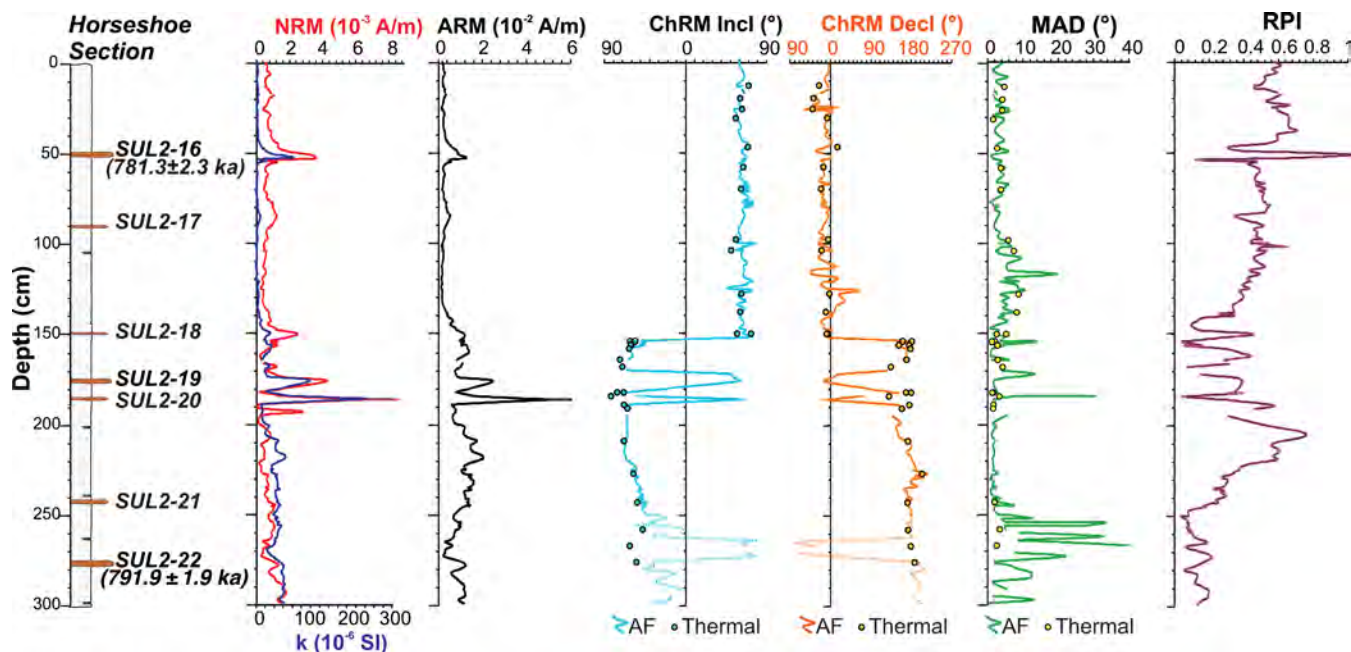 Horseshoe
Section
NRM (10-3 A/m)
0 2 4 6 8
ARM (10-2 A/m)
0 2 4 6
ChRM Incl (°)
90 90
ChRM Decl (°)
90 0 90 180 270
MAD (°)
0 10 20 30 40
RPI
0 0.2 0.4 0.6 0.8 1
Depth (cm)
0
50
100
150
200
250
300
SUL2-16
(781.3±2.3 ka)
SUL2-17
SUL2-18
SUL2-19
SUL2-20
SUL2-21
SUL2-22
(791.9 ±1.9 ka)
0 100 200 300
k (10-6 SI)
AF Thermal
AF Thermal
AF Thermal